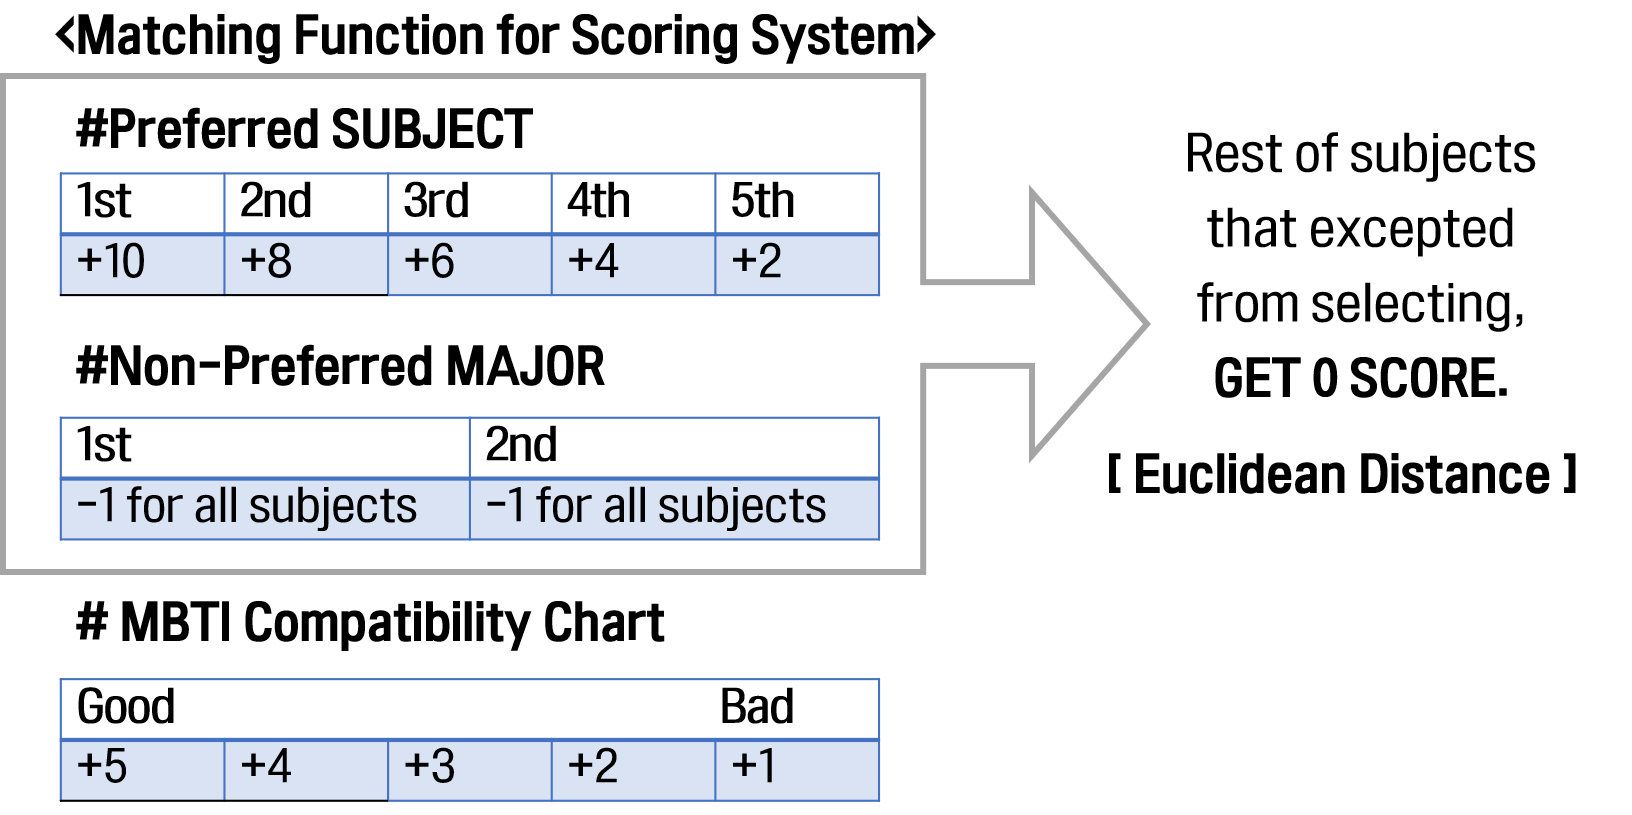 <Matching Function for Scoring System>
#Preferred SUBJECT
1st 2nd 3rd 4th 5th
+10 +8 +6 +4 +2
#Non-Preferred MAJOR
1st 2nd
-1 for all subjects -1 for all subjects
# MBTI Compatibility Chart
Good Bad
+5 +4 +3 +2 +1
Rest of subjects
that excepted
from selecting,
GET 0 SCORE.
[ Euclidean Distance ]